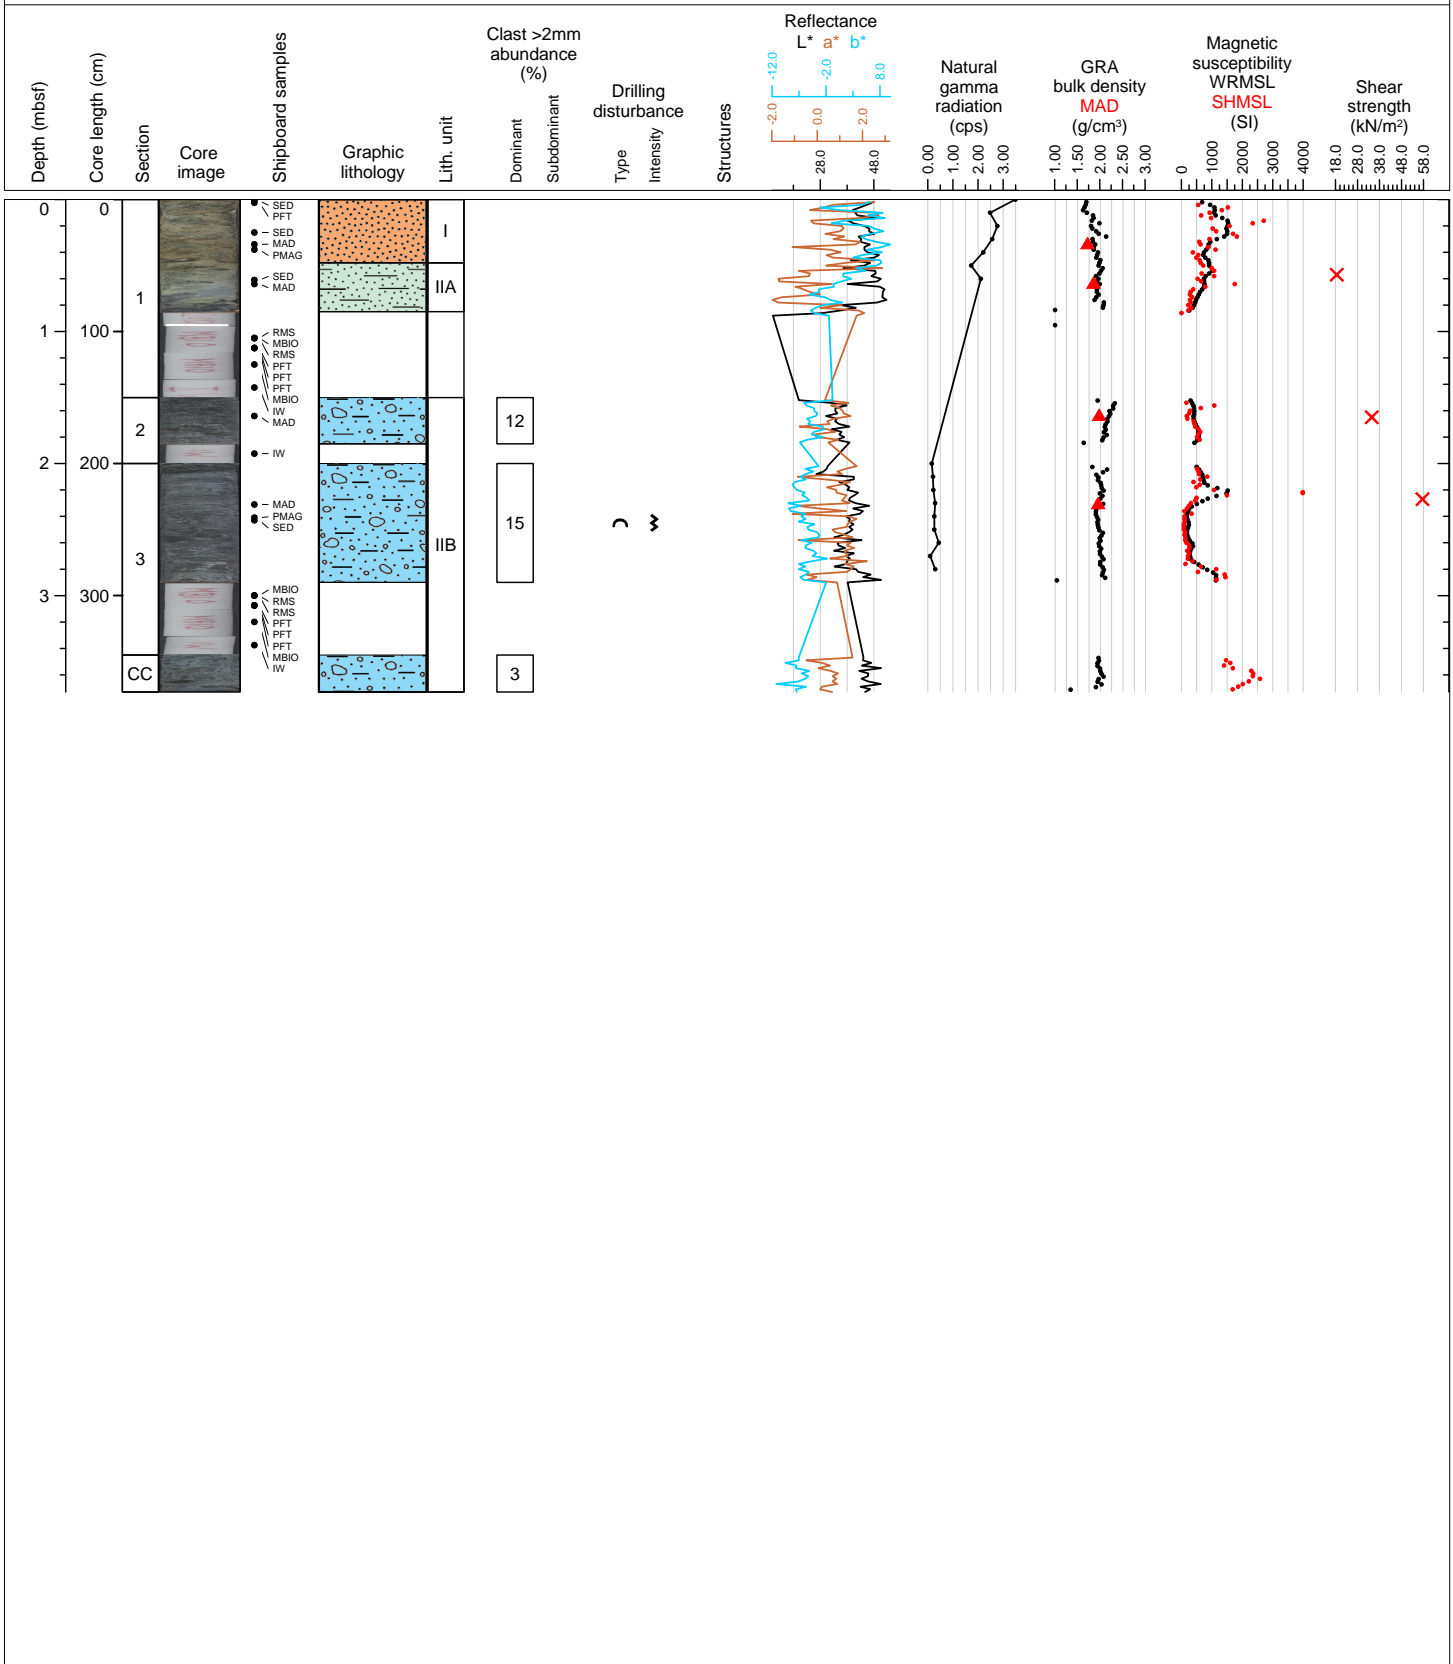 Depth (mbsf)
Core length (cm)
Section
Core
image
Shipboard samples
Graphic
lithology
Lith. unit
Clast >2mm
abundance
(%)
Dominant
Subdominant
Drilling
disturbance
Type
Intensity
Structures
Reflectance
L* a* b*
-12.0 -2.0 8.0
-2.0 0.0 2.0
28.0 48.0
Natural
gamma
radiation
(cps)
0.00 1.00 2.00 3.00
GRA
bulk density
MAD
(g/cm³)
1.00 1.50 2.00 2.50 3.00
Magnetic
susceptibility
WRMSL
SHMSL
(SI)
0 1000 2000 3000 4000
Shear
strength
(kN/m²)
18.0 28.0 38.0 48.0 58.0
0
1
2
3
0
100
200
300
1
2
3
CC
SED
PFT
SED
MAD
PMAG
SED
MAD
RMS
MBIO
RMS
PFT
PFT
PFT
MBIO
IW
MAD
IW
MAD
PMAG
SED
MBIO
RMS
RMS
PFT
PFT
PFT
MBIO
IW
I
IIA
IIB
12
15
3